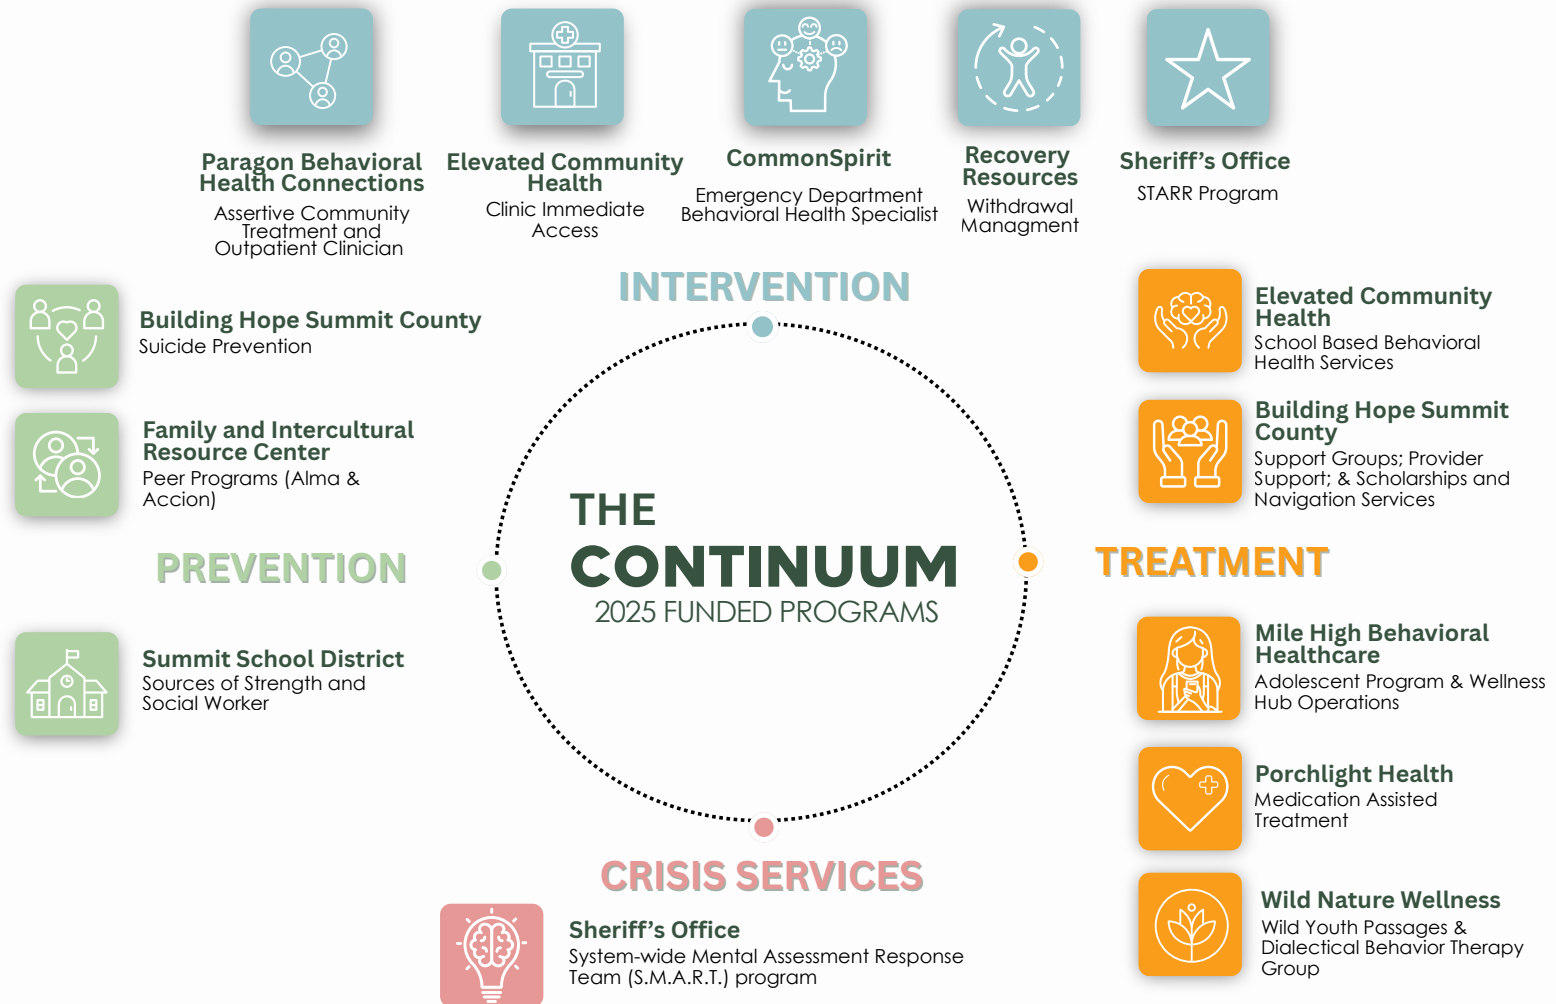 Paragon Behavioral
Health Connections
Assertive Community
Treatment and
Outpatient Clinician
Elevated Community
Health
Clinic Immediate
Access
CommonSpirit
Emergency Department
Behavioral Health Specialist
Recovery
Resources
Withdrawal
Managment
Sheriff's Office
STARR Program
INTERVENTION
Building Hope Summit County
Suicide Prevention
Family and Intercultural
Resource Center
Peer Programs (Alma &
Accion)
PREVENTION
Summit School District
Sources of Strength and
Social Worker
THE
CONTINUUM
2025 FUNDED PROGRAMS
Elevated Community
Health
School Based Behavioral
Health Services
Building Hope Summit
County
Support Groups; Provider
Support; & Scholarships and
Navigation Services
TREATMENT
Mile High Behavioral
Healthcare
Adolescent Program & Wellness
Hub Operations
Porchlight Health
Medication Assisted
Treatment
Wild Nature Wellness
Wild Youth Passages &
Dialectical Behavior Therapy
Group
CRISIS SERVICES
Sheriff's Office
System-wide Mental Assessment Response
Team (S.M.A.R.T.) program